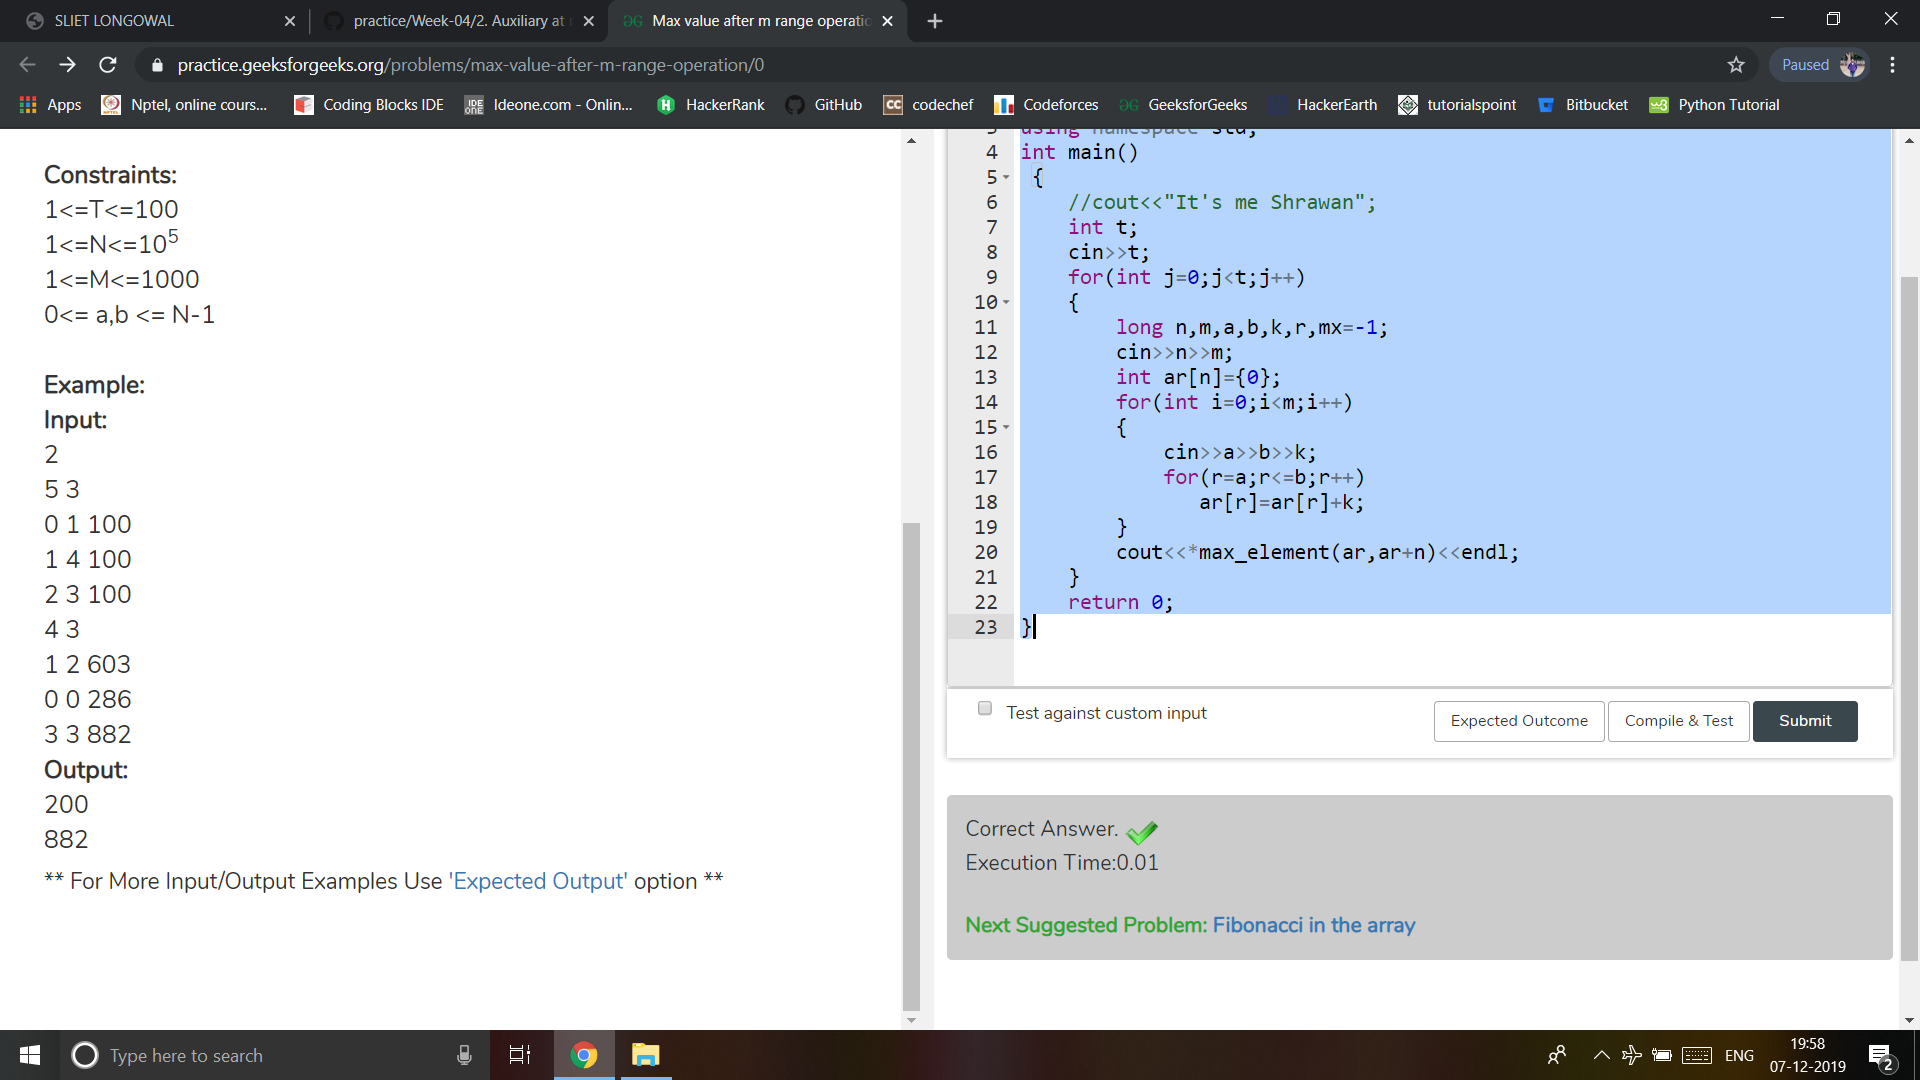 SLIET LONGOWAL
practice/Week-04/2. Auxiliary at
Max value after m range operatio
practice.geeksforgeeks.org/problems/max-value-after-m-range-operation/0
Paused
Apps
Nptel, online cours...
Coding Blocks IDE
IDE ONE
Ideone.com - Onlin...
HackerRank
GitHub
CC
codechef
Codeforces
GeeksforGeeks
HackerEarth
tutorialspoint
Bitbucket
w3
Python Tutorial
Constraints:
1<=T<=100
1<=N<=10⁵
1<=M<=1000
0<= a,b <= N-1
Example:
Input:
2
5 3
0 1 100
1 4 100
2 3 100
4 3
1 2 603
0 0 286
3 3 882
Output:
200
882
** For More Input/Output Examples Use 'Expected Output' option **
3 using namespace std;
4 int main()
5 {
6 //cout<<"It's me Shrawan";
7 int t;
8 cin>>t;
9 for(int j=0;j<t;j++)
10 {
11 long n,m,a,b,k,r,mx=-1;
12 cin>>n>>m;
13 int ar[n]={0};
14 for(int i=0;i<m;i++)
15 {
16 cin>>a>>b>>k;
17 for(r=a;r<=b;r++)
18 ar[r]=ar[r]+k;
19 }
20 cout<<*max_element(ar,ar+n)<<endl;
21 }
22 return 0;
23 }
Test against custom input
Expected Outcome
Compile & Test
Submit
Correct Answer.
Execution Time:0.01
Next Suggested Problem: Fibonacci in the array
Type here to search
ENG
19:58
07-12-2019
2